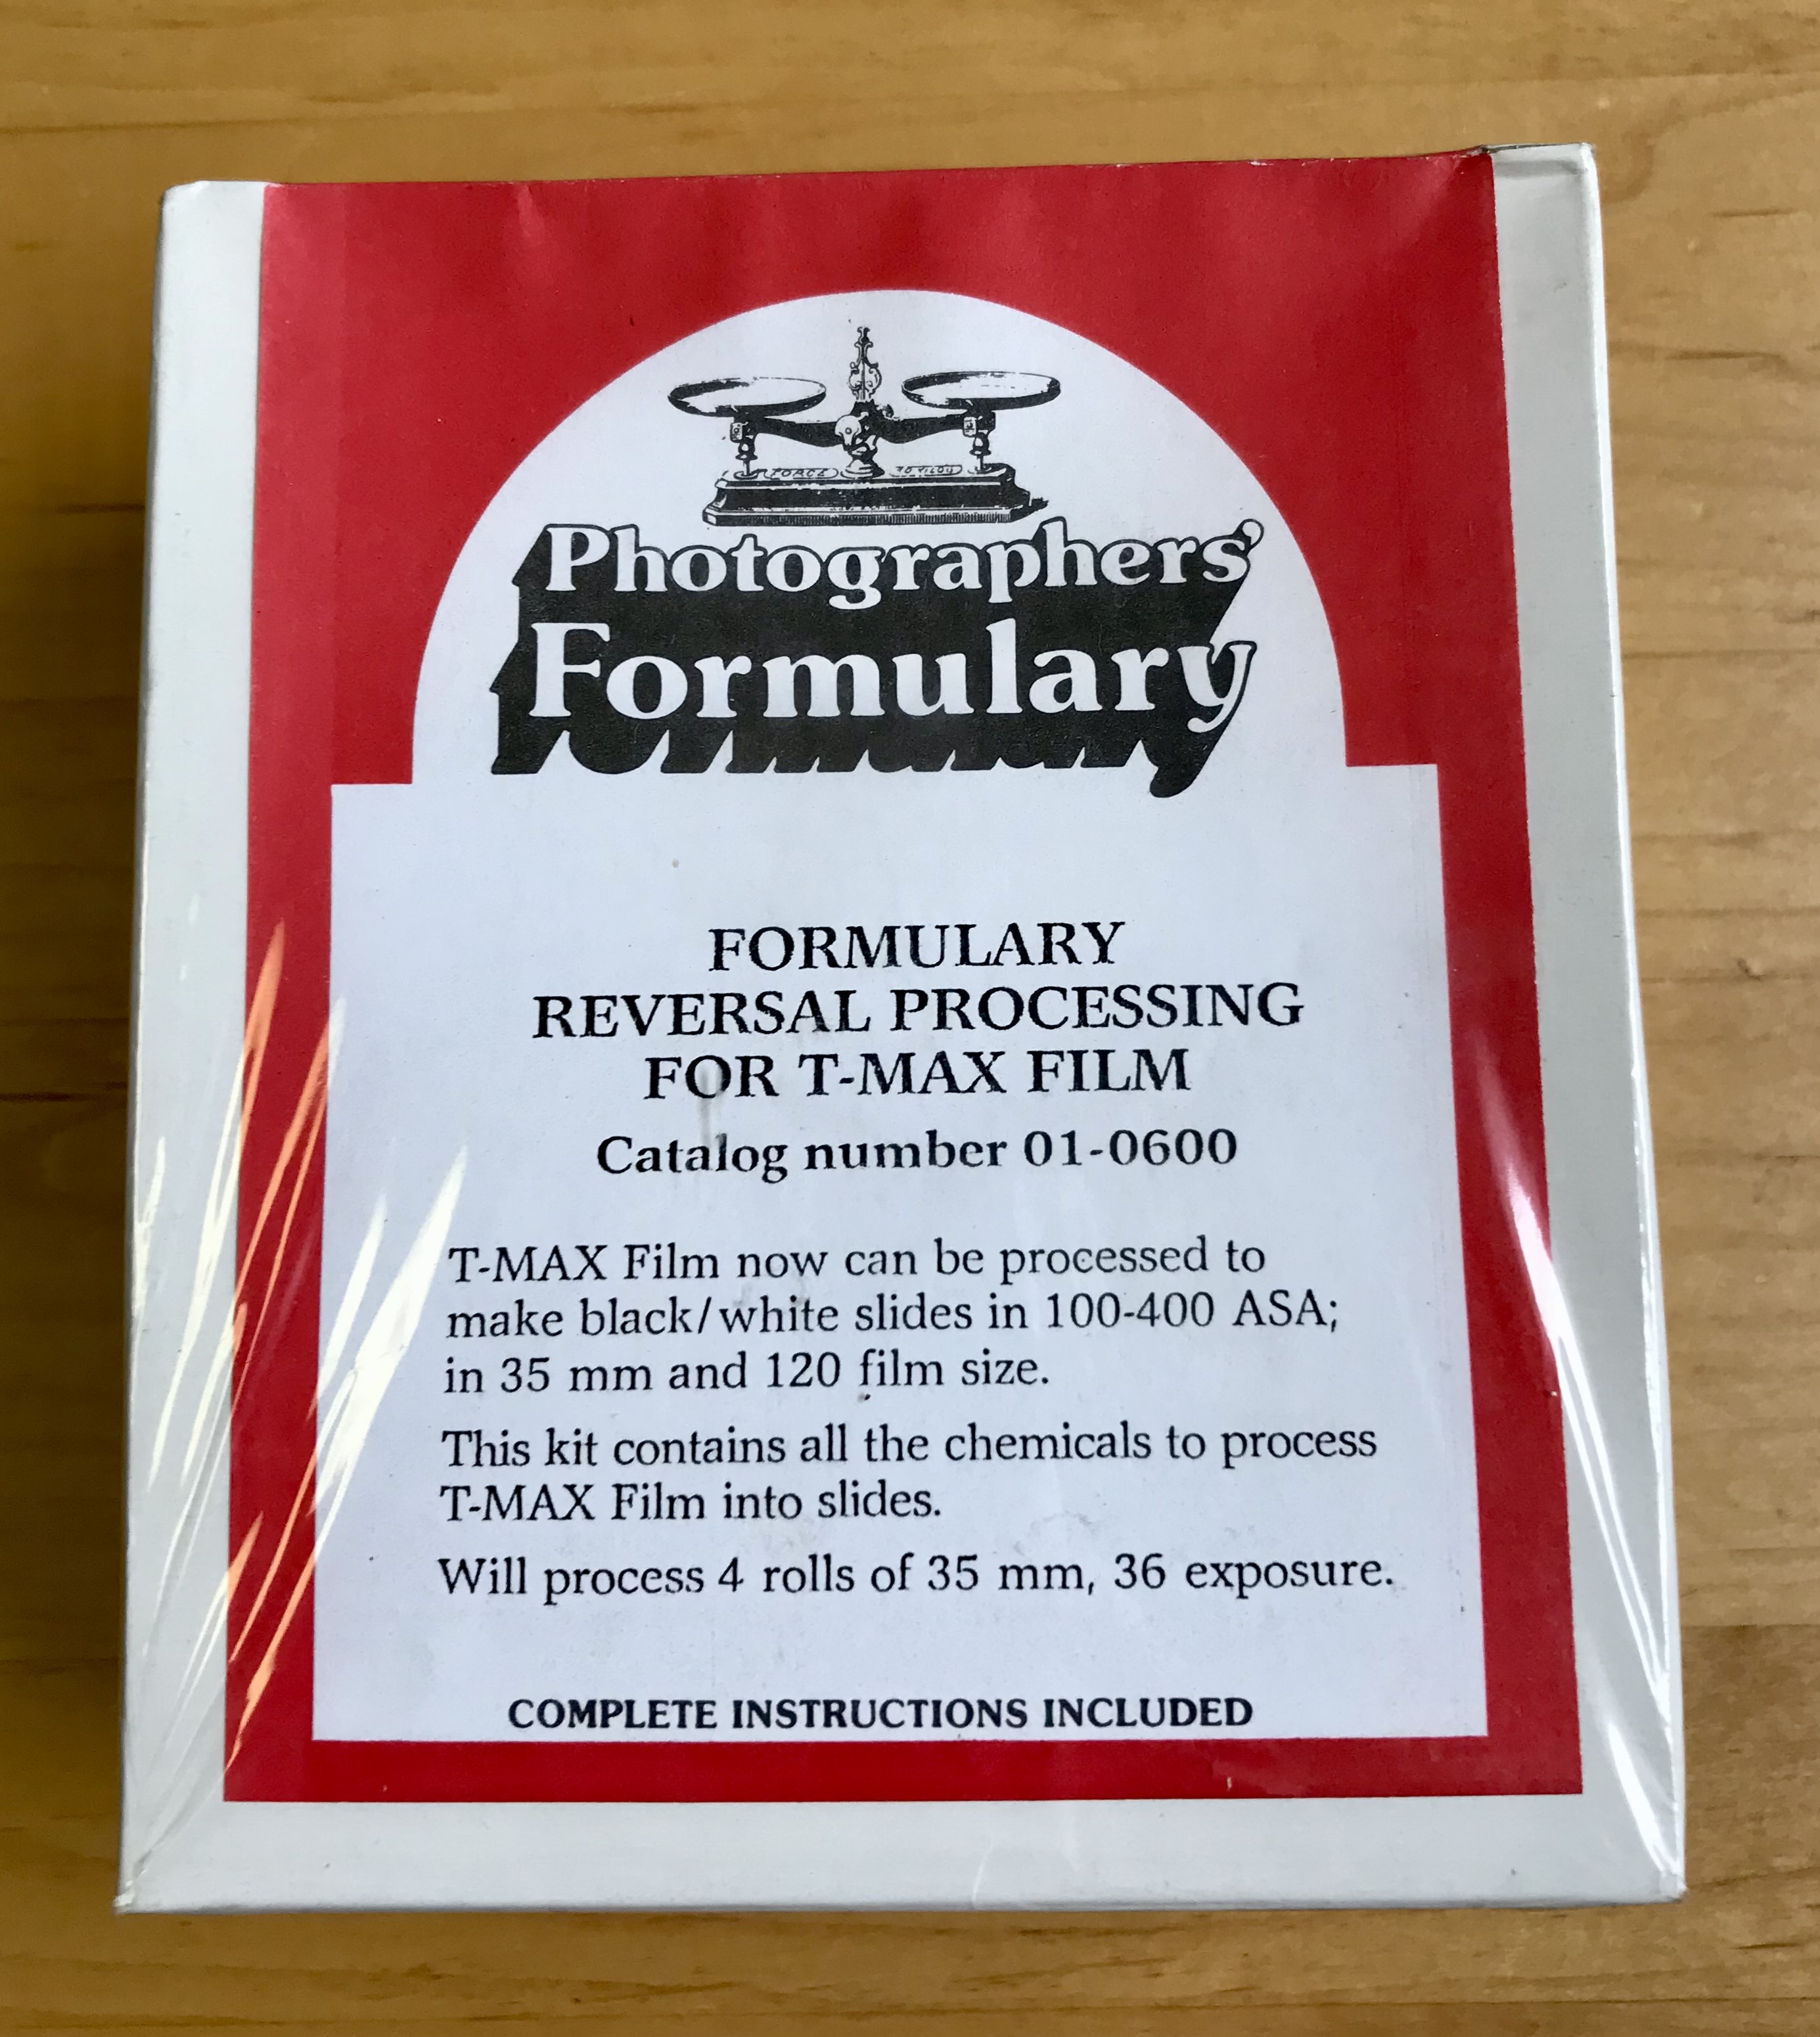 Photographers'
Formulary
FORMULARY
REVERSAL PROCESSING
FOR T-MAX FILM
Catalog number 01-0600
T-MAX Film now can be processed to
make black/white slides in 100-400 ASA;
in 35 mm and 120 film size.
This kit contains all the chemicals to process
T-MAX Film into slides.
Will process 4 rolls of 35 mm, 36 exposure.
COMPLETE INSTRUCTIONS INCLUDED